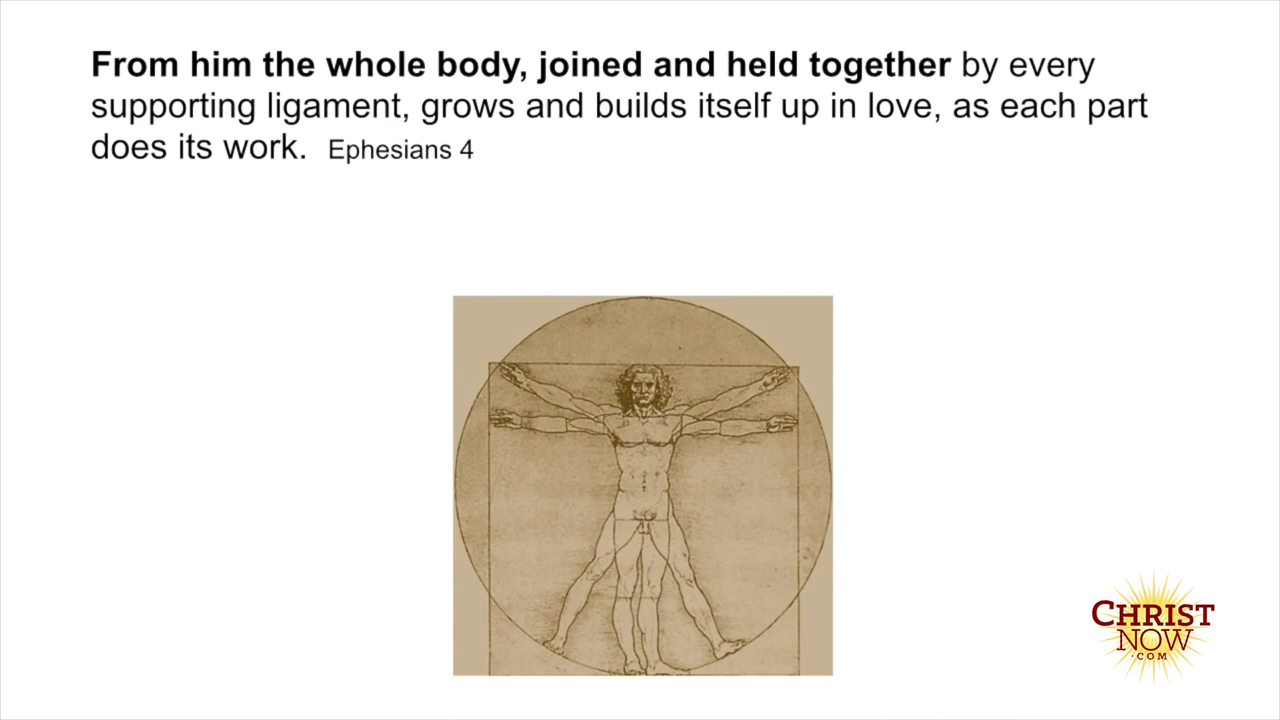 From him the whole body, joined and held together by every
supporting ligament, grows and builds itself up in love, as each part
does its work. Ephesians 4
CHRIST
NOW
.COM